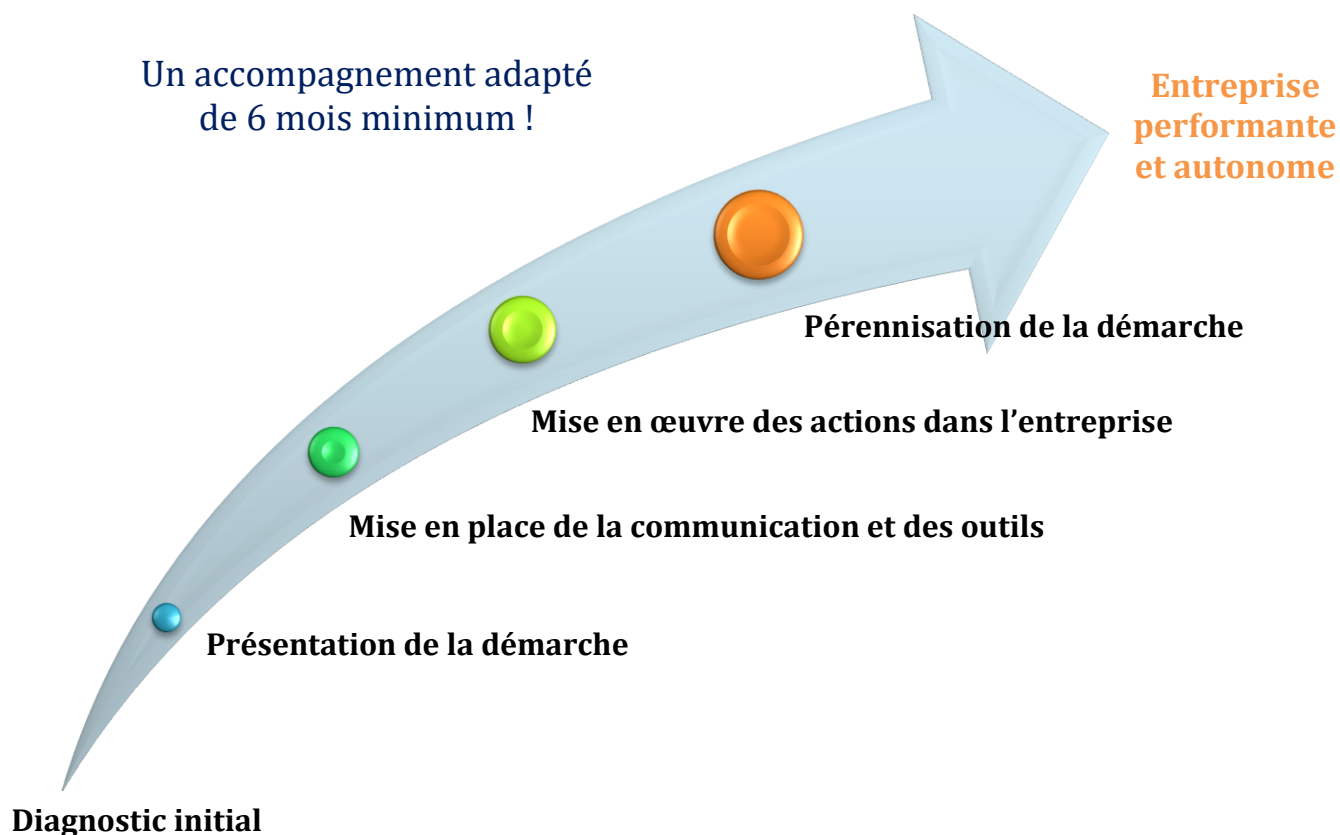 Un accompagnement adapté
de 6 mois minimum !
Entreprise
performante
et autonome
Pérennisation de la démarche
Mise en œuvre des actions dans l’entreprise
Mise en place de la communication et des outils
Présentation de la démarche
Diagnostic initial